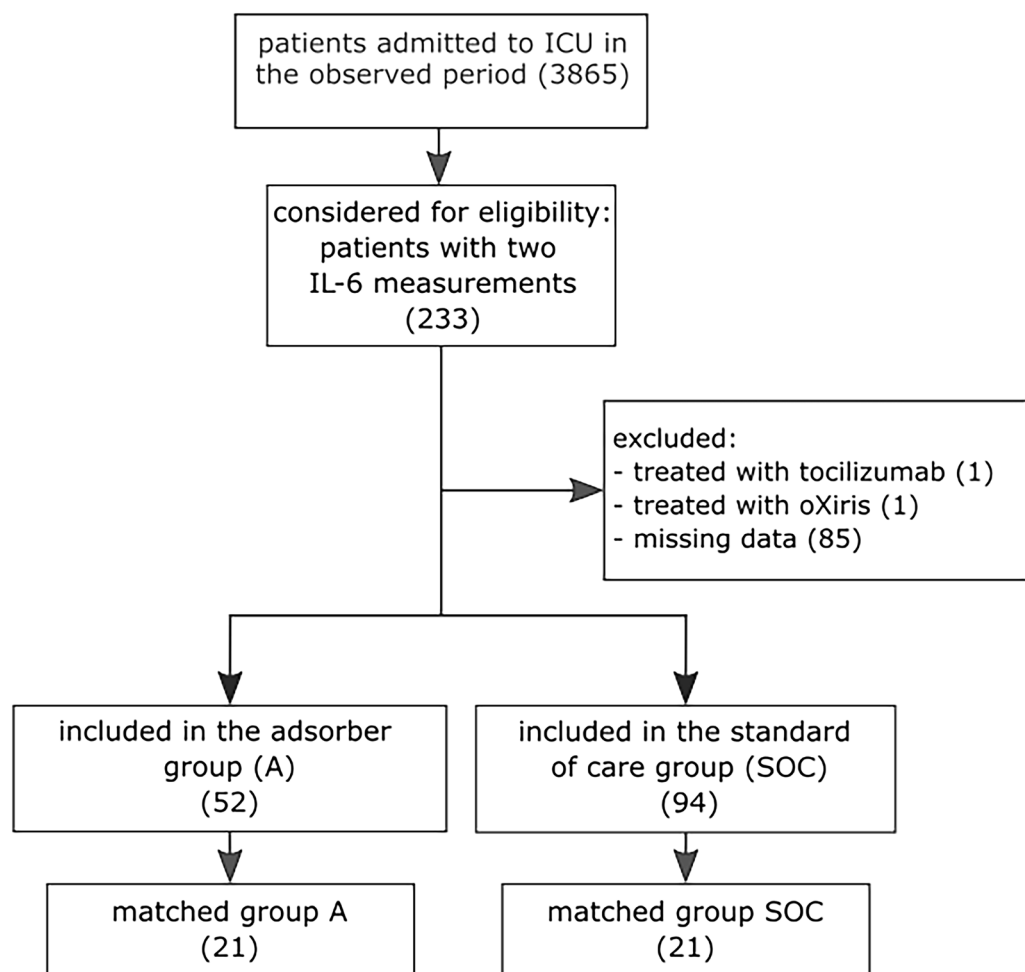 patients admitted to ICU in
the observed period (3865)
considered for eligibility:
patients with two
IL-6 measurements
(233)
excluded:
- treated with tocilizumab (1)
- treated with oXiris (1)
- missing data (85)
included in the adsorber
group (A)
(52)
included in the standard
of care group (SOC)
(94)
matched group A
(21)
matched group SOC
(21)